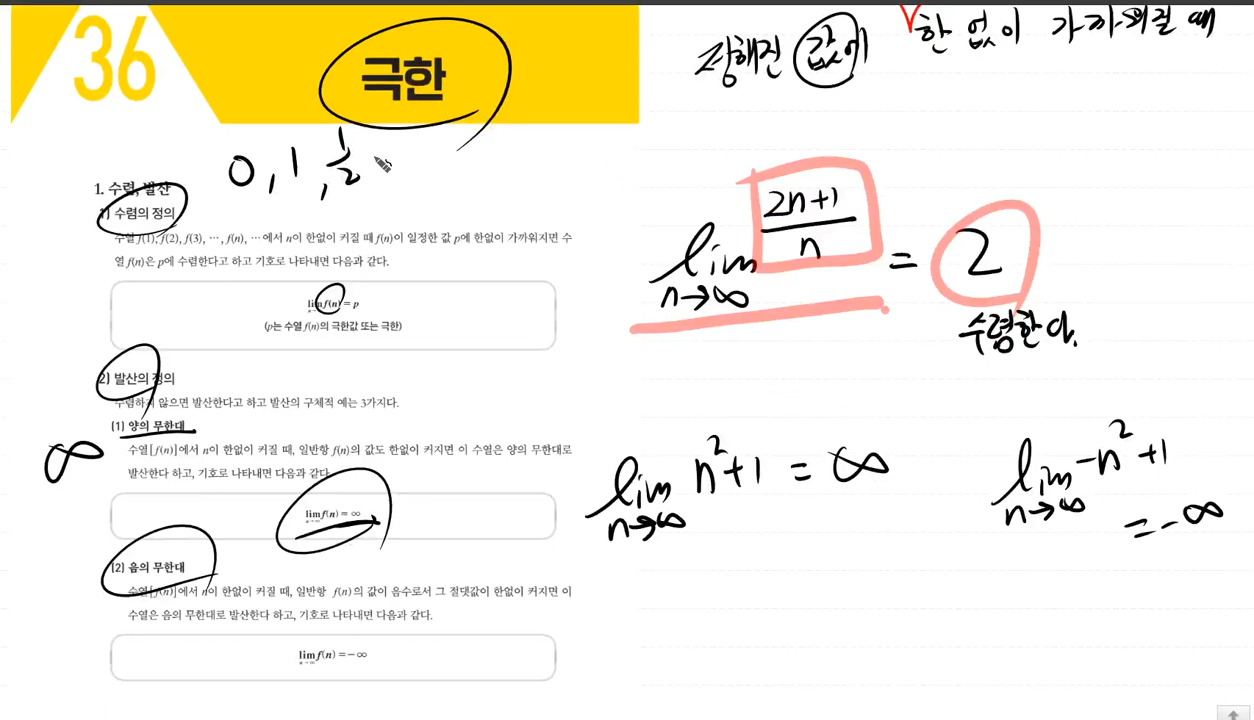 36
극한
0, 1, 1/2
1. 수렴, 발산
1) 수렴의 정의
수열 f(1), f(2), f(3), ⋯, f(n), ⋯에서 n이 한없이 커질 때 f(n)이 일정한 값 p에 한없이 가까워지면 수
열 f(n)은 p에 수렴한다고 하고 기호로 나타내면 다음과 같다.
lim f(n) = p
n→∞
(p는 수열 f(n)의 극한값 또는 극한)
2) 발산의 정의
수렴하지 않으면 발산한다고 하고 발산의 구체적 예는 3가지다.
(1) 양의 무한대
∞
수열[f(n)]에서 n이 한없이 커질 때, 일반항 f(n)의 값도 한없이 커지면 이 수열은 양의 무한대로
발산한다 하고, 기호로 나타내면 다음과 같다.
lim f(n) = ∞
n→∞
(2) 음의 무한대
수열[f(n)]에서 n이 한없이 커질 때, 일반항 f(n)의 값이 음수로서 그 절댓값이 한없이 커지면 이
수열은 음의 무한대로 발산한다 하고, 기호로 나타내면 다음과 같다.
lim f(n) = -∞
n→∞
정해진 값에 한없이 가까워질 때
lim (2n+1)/n = 2
n→∞
수렴한다.
lim n²+1 = ∞
n→∞
lim -n²+1
n→∞
= -∞